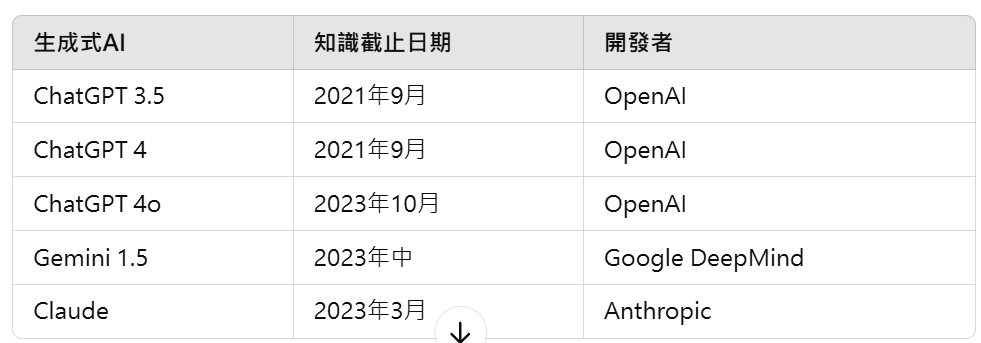 生成式AI 知識截止日期 開發者
ChatGPT 3.5 2021年9月 OpenAI
ChatGPT 4 2021年9月 OpenAI
ChatGPT 4o 2023年10月 OpenAI
Gemini 1.5 2023年中 Google DeepMind
Claude 2023年3月 Anthropic